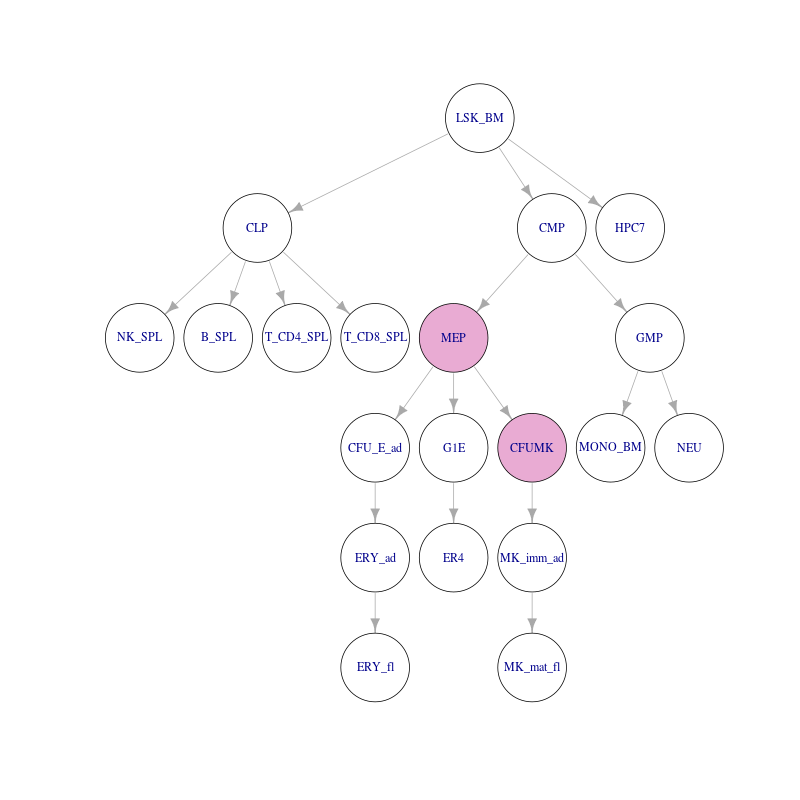 LSK_BM
CLP
CMP
HPC7
NK_SPL
B_SPL
T_CD4_SPL
T_CD8_SPL
MEP
GMP
CFU_E_ad
G1E
CFUMK
MONO_BM
NEU
ERY_ad
ER4
MK_imm_ad
ERY_fl
MK_mat_fl